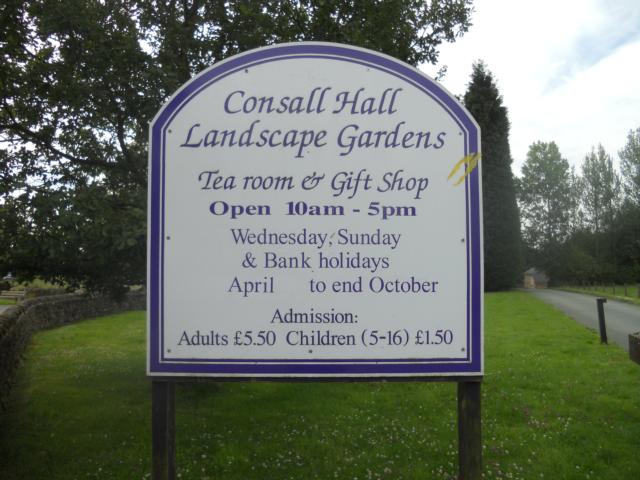 Consall Hall
Landscape Gardens
Tea room & Gift Shop
Open 10am - 5pm
Wednesday, Sunday
& Bank holidays
April to end October
Admission:
Adults £5.50 Children (5-16) £1.50